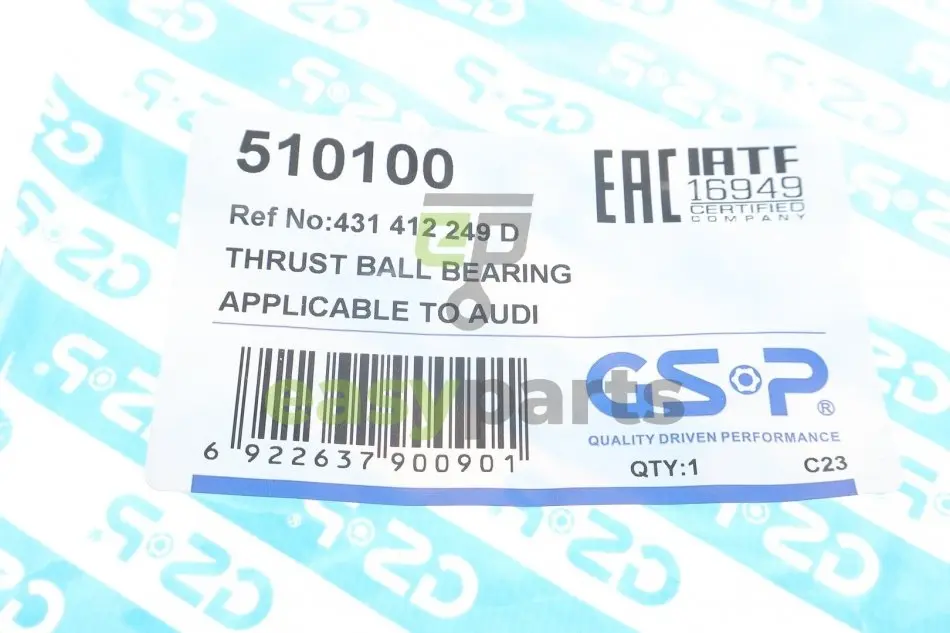 510100
EAC
IATF
16949
CERTIFIED
COMPANY
Ref No:431 412 249 D
THRUST BALL BEARING
APPLICABLE TO AUDI
EP
easyparts
GSP®
QUALITY DRIVEN PERFORMANCE
6 922637 900901
QTY:1
C23